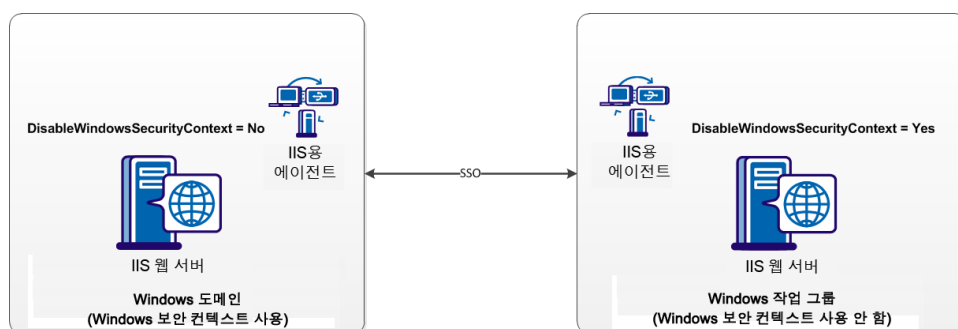 DisableWindowsSecurityContext = No
IIS용
에이전트
IIS 웹 서버
Windows 도메인
(Windows 보안 컨텍스트 사용)
SSO
IIS용
에이전트
DisableWindowsSecurityContext = Yes
IIS 웹 서버
Windows 작업 그룹
(Windows 보안 컨텍스트 사용 안 함)